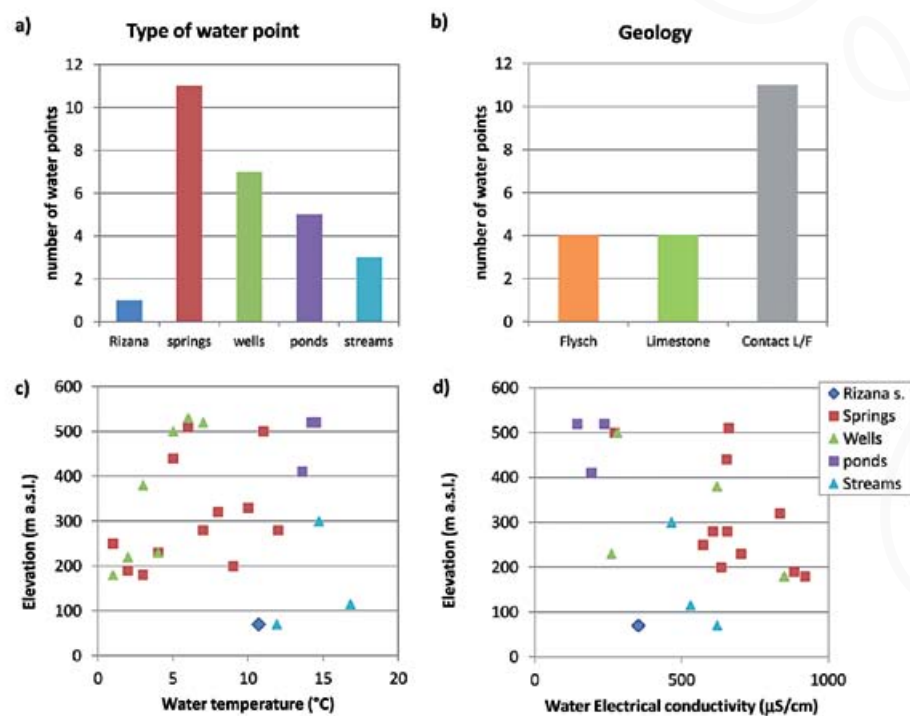 a)
Type of water point
number of water points
12
10
8
6
4
2
0
Rizana springs wells ponds streams
b)
Geology
number of water points
12
10
8
6
4
2
0
Flysch Limestone Contact L/F
c)
Elevation (m a.s.l.)
600
500
400
300
200
100
0
0 5 10 15 20
Water temperature (°C)
d)
Elevation (m a.s.l.)
600
500
400
300
200
100
0
0 500 1000
Water Electrical conductivity (µS/cm)
Rizana s.
Springs
Wells
ponds
Streams